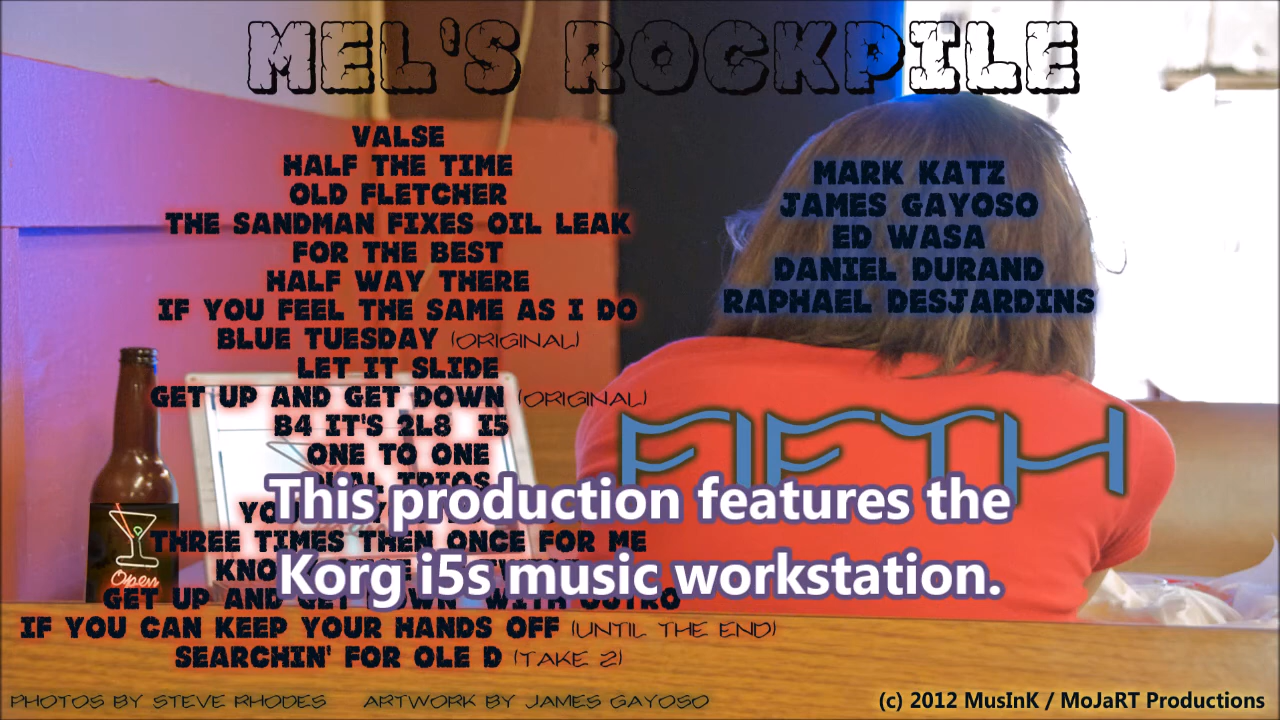 MEL'S ROCKPILE
VALSE
HALF THE TIME
OLD FLETCHER
THE SANDMAN FIXES OIL LEAK
FOR THE BEST
HALF WAY THERE
IF YOU FEEL THE SAME AS I DO
BLUE TUESDAY (ORIGINAL)
LET IT SLIDE
GET UP AND GET DOWN (ORIGINAL)
B4 IT'S 2L8 I5
ONE TO ONE
TRIOS
THREE TIMES THEN ONCE FOR ME
GET UP AND GET DOWN WITH OUTRO
IF YOU CAN KEEP YOUR HANDS OFF (UNTIL THE END)
SEARCHIN' FOR OLE D (TAKE 2)
MARK KATZ
JAMES GAYOSO
ED WASA
DANIEL DURAND
RAPHAEL DESJARDINS
FIFTH
This production features the
Korg i5s music workstation.
Open
PHOTOS BY STEVE RHODES ARTWORK BY JAMES GAYOSO
(c) 2012 MusInK / MoJaRT Productions